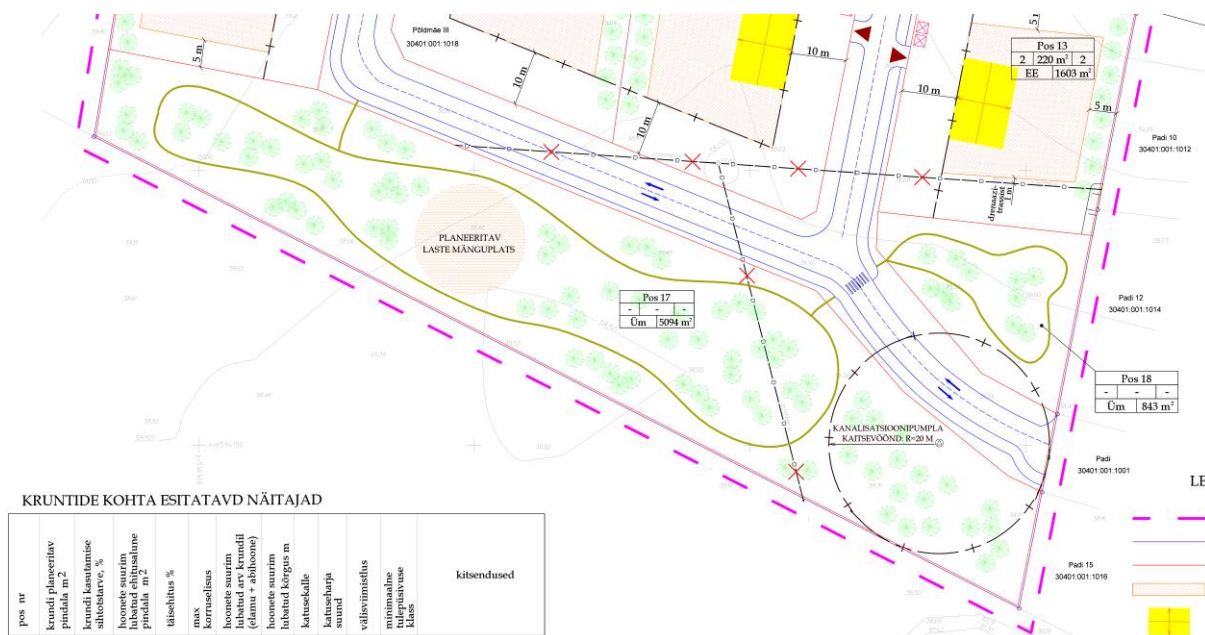 Põldmäe III
30401:001:1018
5 m
10 m
10 m
10 m
5 m
Pos 13
2 220 m² 2
EE 1603 m²
10 m
5 m
Padi 10
30401:001:1012
drenaaži-
trassist
1 m
PLANEERITAV
LASTE MÄNGUPLATS
Pos 17
- - -
Üm 5094 m²
Padi 12
30401:001:1014
Pos 18
- - -
Üm 843 m²
KANALISATSIOONIPUMPLA
KAITSEVÖÖND: R=20 M
Padi
30401:001:1001
Padi 15
30401:001:1016
LE
KRUNTIDE KOHTA ESITATAVD NÄITAJAD
pos nr
krundi planeeritav
pindala m²
krundi kasutamise
sihtotstarve, %
hoonete suurim
lubatud ehitusalune
pindala m²
täisehitus %
max
korruselisus
hoonete suurim
lubatud arv krundil
(elamu + abihoone)
hoonete suurim
lubatud kõrgus m
katusekalle
katuseharja
suund
välisviimistlus
minimaalne
tulepüsivuse
klass
kitsendused